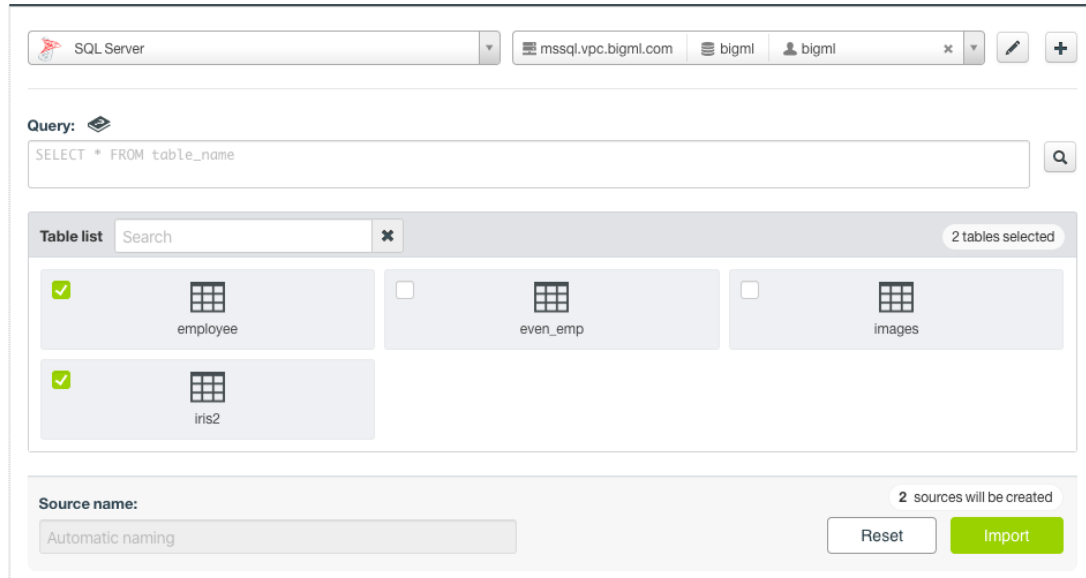 SQL Server mssql.vpc.bigml.com bigml bigml
Query:
SELECT * FROM table_name
Table list Search 2 tables selected
employee even_emp images
iris2
2 sources will be created
Source name:
Automatic naming Reset Import